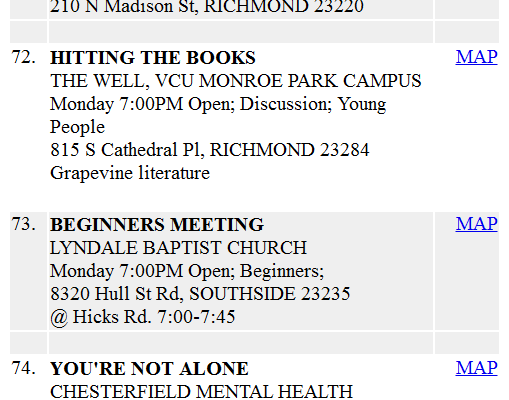 210 N Madison St, RICHMOND 23220
72. HITTING THE BOOKS MAP
THE WELL, VCU MONROE PARK CAMPUS
Monday 7:00PM Open; Discussion; Young
People
815 S Cathedral Pl, RICHMOND 23284
Grapevine literature
73. BEGINNERS MEETING MAP
LYNDALE BAPTIST CHURCH
Monday 7:00PM Open; Beginners;
8320 Hull St Rd, SOUTHSIDE 23235
@ Hicks Rd. 7:00-7:45
74. YOU'RE NOT ALONE MAP
CHESTERFIELD MENTAL HEALTH